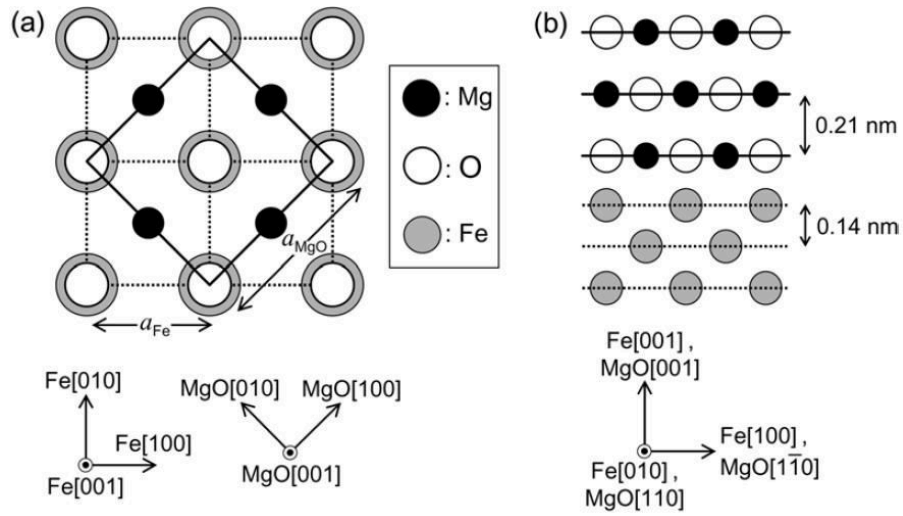 (a)
a_MgO
a_Fe
: Mg
: O
: Fe
Fe[010]
Fe[100]
Fe[001]
MgO[010]
MgO[100]
MgO[001]
(b)
0.21 nm
0.14 nm
Fe[001] ,
MgO[001]
Fe[100] ,
MgO[11̅0]
Fe[010] ,
MgO[110]